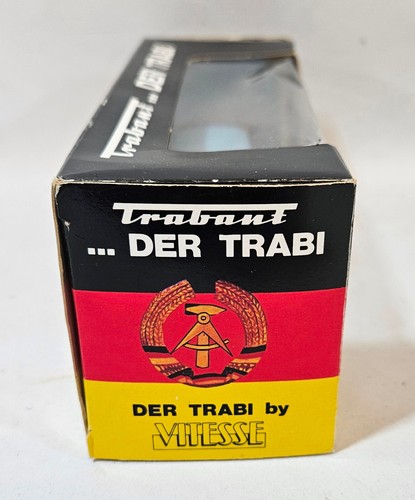 Trabant ... DER TRABI
Trabant
... DER TRABI
DER TRABI by
VITESSE